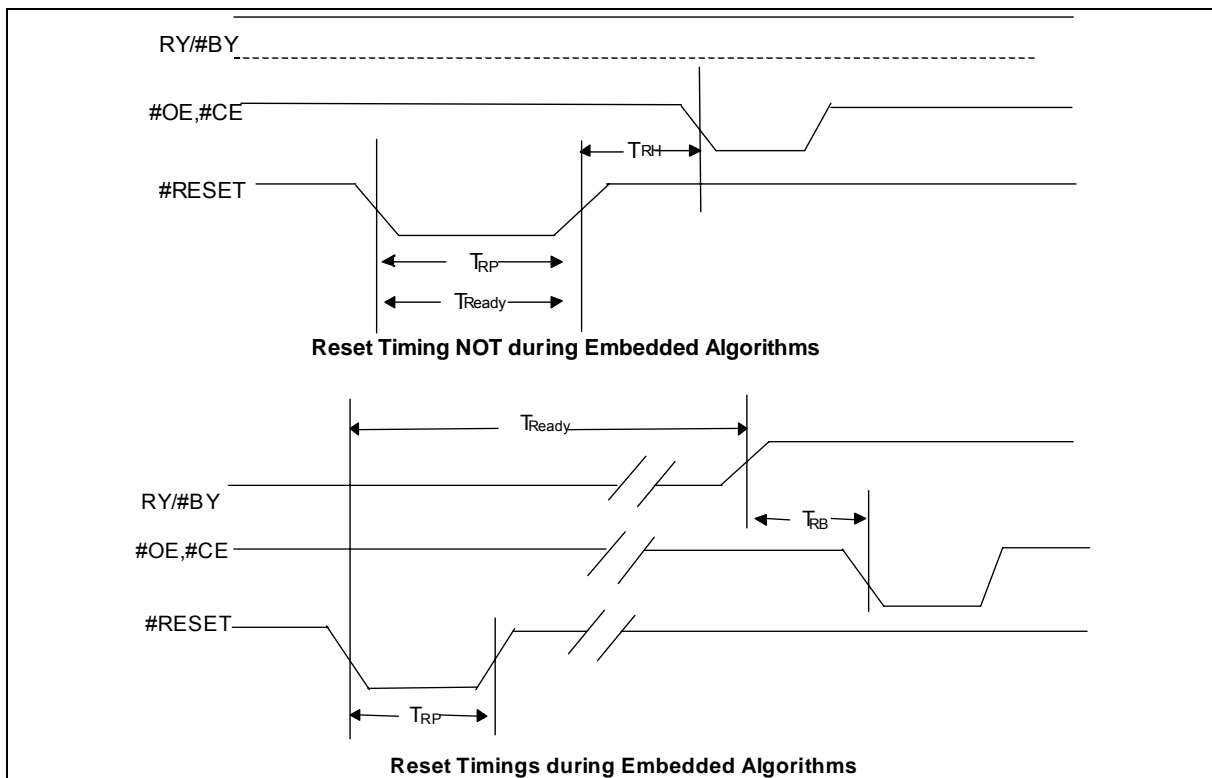 RY/#BY
#OE,#CE
TRH
#RESET
TRP
TReady
Reset Timing NOT during Embedded Algorithms
TReady
RY/#BY
TRB
#OE,#CE
#RESET
TRP
Reset Timings during Embedded Algorithms